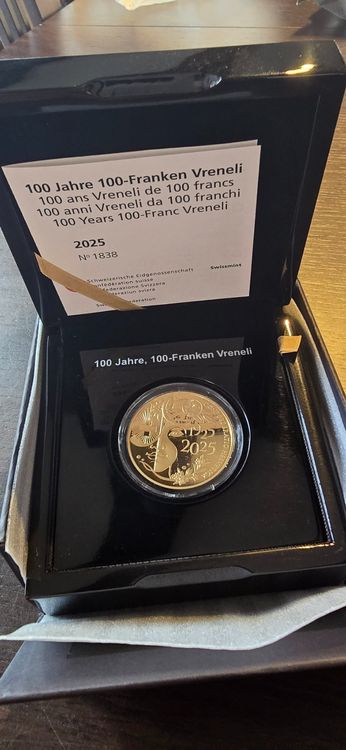 100 Jahre 100-Franken Vreneli
100 ans Vreneli de 100 francs
100 anni Vreneli da 100 franchi
100 Years 100-Franc Vreneli
2025
Nº 1838
Schweizerische Eidgenossenschaft
Swissmint
Confédération suisse
Confederazione Svizzera
100 Jahre, 100-Franken Vreneli
1925
2025